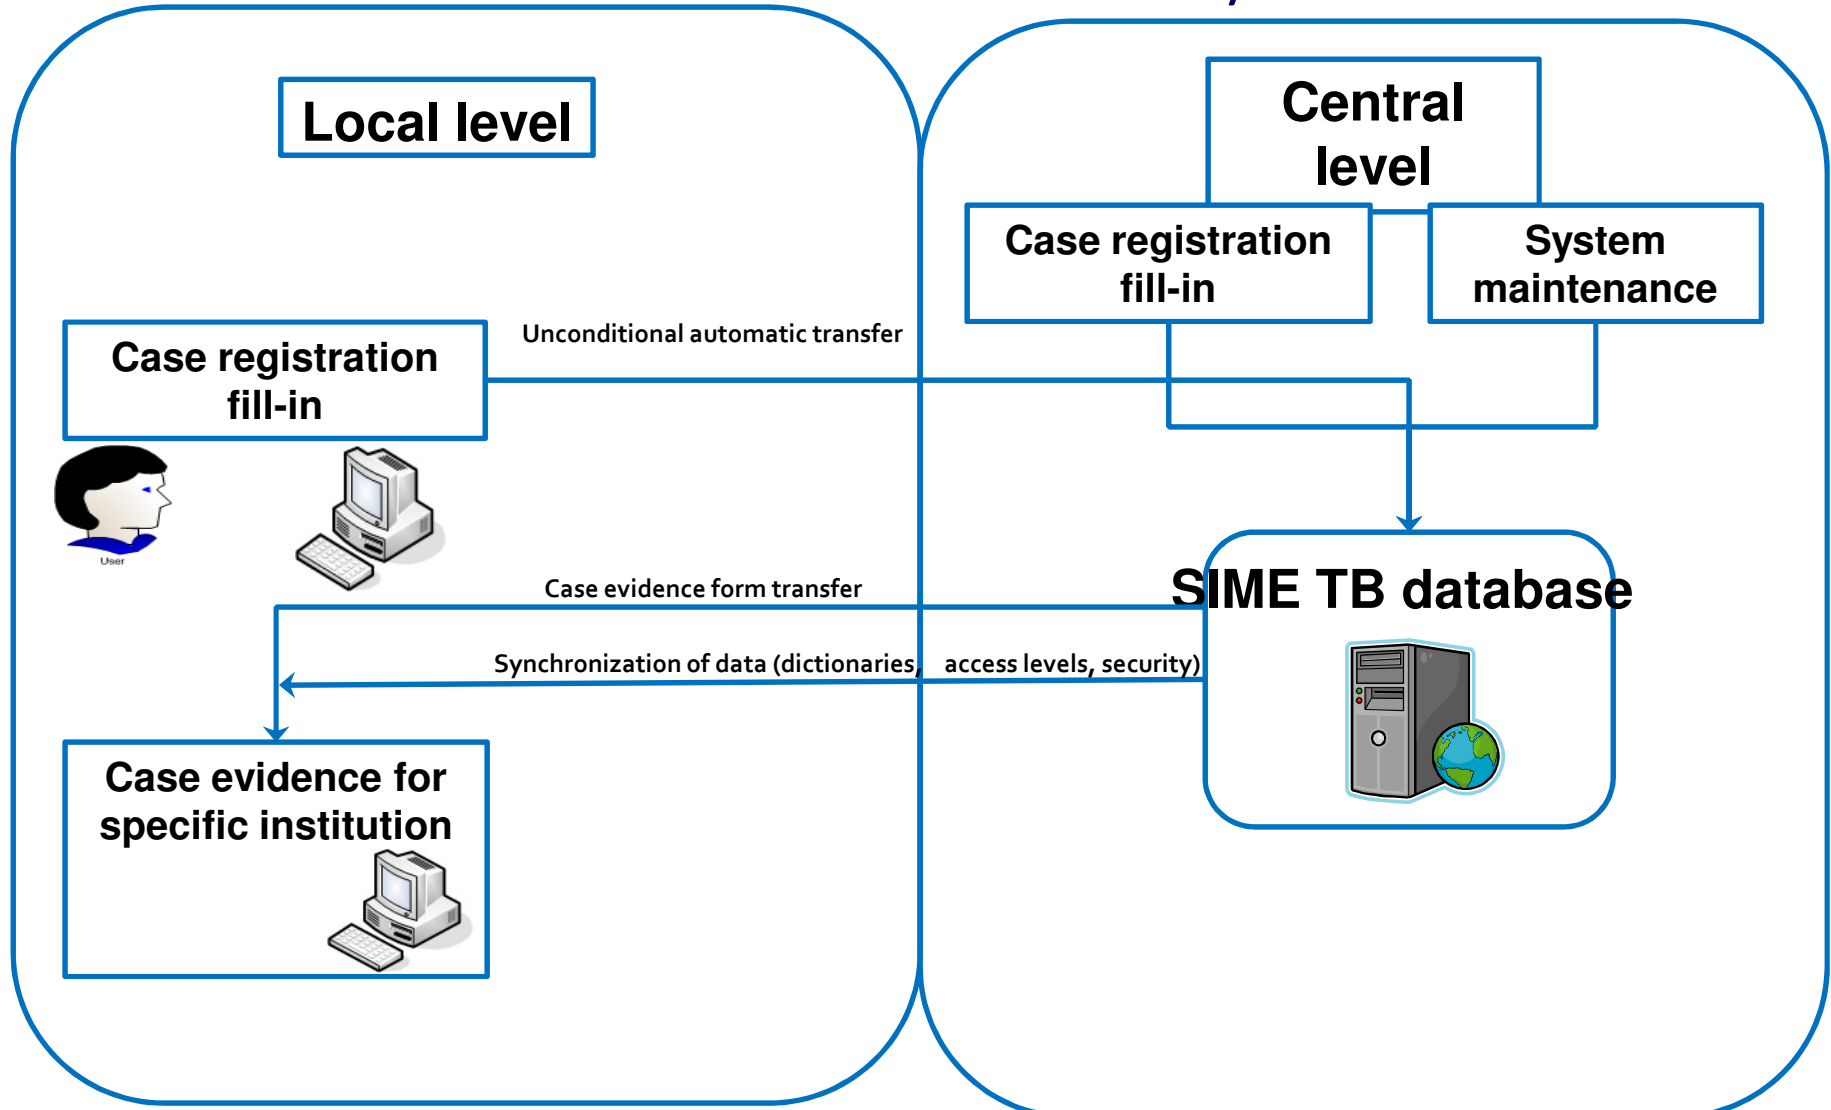 Local level
Central
level
Case registration
fill-in
System
maintenance
Unconditional automatic transfer
Case registration
fill-in
User
Case evidence form transfer
SIME TB database
Synchronization of data (dictionaries, access levels, security)
Case evidence for
specific institution